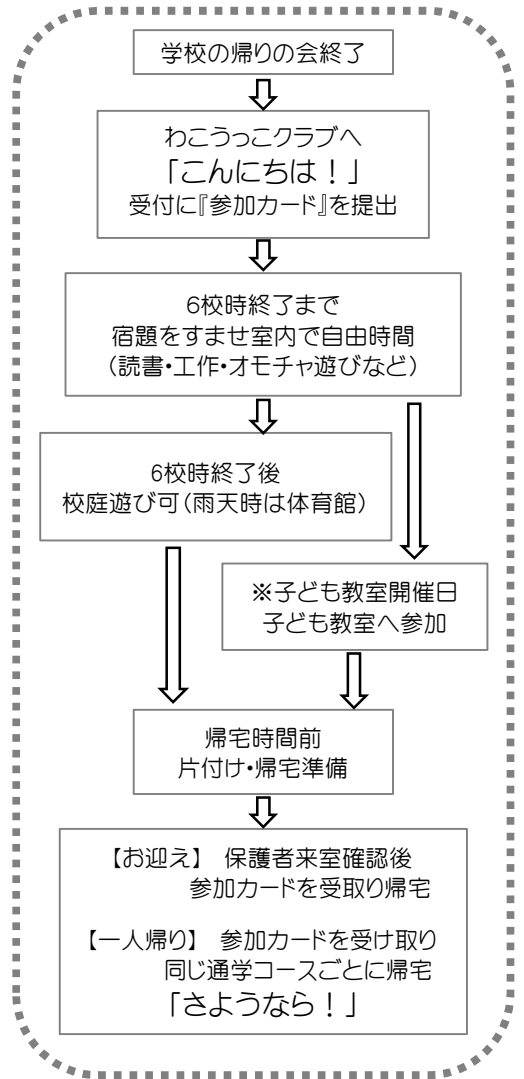 学校の帰りの会終了
わこうっこクラブへ
「こんにちは！」
受付に『参加カード』を提出
6校時終了まで
宿題をすませ室内で自由時間
（読書・工作・オモチャ遊びなど）
6校時終了後
校庭遊び可（雨天時は体育館）
※子ども教室開催日
子ども教室へ参加
帰宅時間前
片付け・帰宅準備
【お迎え】 保護者来室確認後
参加カードを受取り帰宅
【一人帰り】 参加カードを受け取り
同じ通学コースごとに帰宅
「さようなら！」